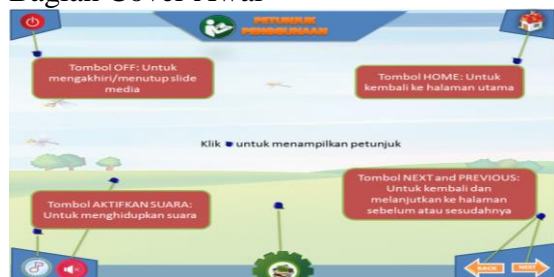 Bagian Cover Awal
PETUNJUK
PENGGUNAAN
Tombol OFF: Untuk
mengakhiri/menutup slide
media
Tombol HOME: Untuk
kembali ke halaman utama
Klik untuk menampilkan petunjuk
Tombol AKTIFKAN SUARA:
Untuk menghidupkan suara
Tombol NEXT and PREVIOUS:
Untuk kembali dan
melanjutkan ke halaman
sebelum atau sesudahnya
BACK
NEXT